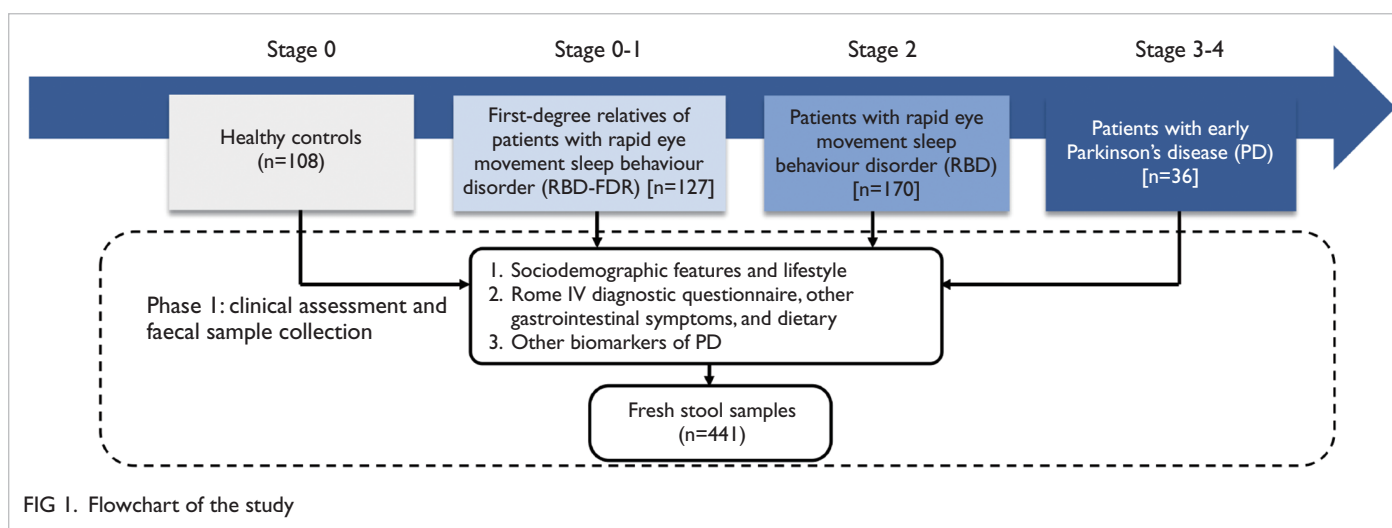 Stage 0
Stage 0-1
Stage 2
Stage 3-4
Healthy controls
(n=108)
First-degree relatives of
patients with rapid eye
movement sleep behaviour
disorder (RBD-FDR) [n=127]
Patients with rapid eye
movement sleep
behaviour disorder (RBD)
[n=170]
Patients with early
Parkinson's disease (PD)
[n=36]
Phase 1: clinical assessment and
faecal sample collection
1. Sociodemographic features and lifestyle
2. Rome IV diagnostic questionnaire, other
gastrointestinal symptoms, and dietary
3. Other biomarkers of PD
Fresh stool samples
(n=441)
FIG 1. Flowchart of the study